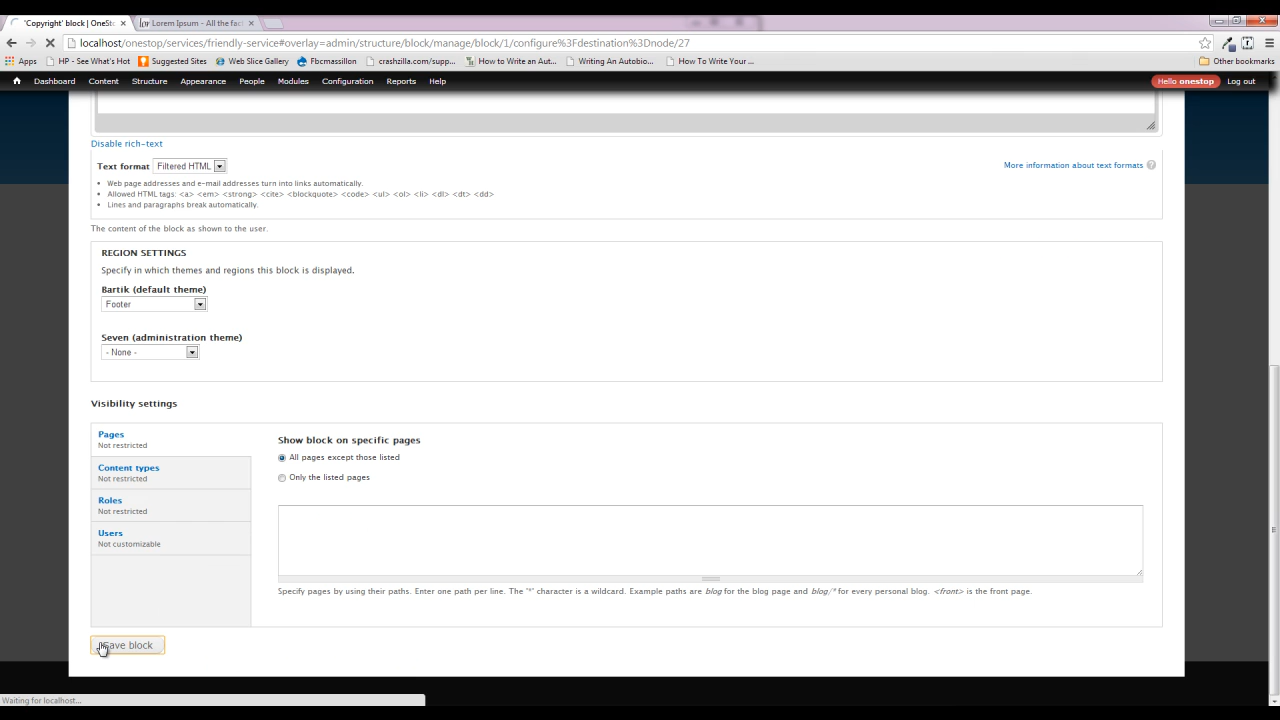 'Copyright' block | OneSt
Lorem Ipsum - All the fac
localhost/onestop/services/friendly-service#overlay=admin/structure/block/manage/block/1/configure%3Fdestination%3Dnode/27
Apps HP - See What's Hot Suggested Sites Web Slice Gallery Fbcmassillon crashzilla.com/supp... How to Write an Aut... Writing An Autobio... How To Write Your ... Other bookmarks
Dashboard Content Structure Appearance People Modules Configuration Reports Help Hello onestop Log out
Disable rich-text
Text format Filtered HTML More information about text formats ?
• Web page addresses and e-mail addresses turn into links automatically.
• Allowed HTML tags: <a> <em> <strong> <cite> <blockquote> <code> <ul> <ol> <li> <dl> <dt> <dd>
• Lines and paragraphs break automatically.
The content of the block as shown to the user.
REGION SETTINGS
Specify in which themes and regions this block is displayed.
Bartik (default theme)
Footer
Seven (administration theme)
- None -
Visibility settings
Pages
Not restricted
Content types
Not restricted
Roles
Not restricted
Users
Not customizable
Show block on specific pages
All pages except those listed
Only the listed pages
Specify pages by using their paths. Enter one path per line. The '*' character is a wildcard. Example paths are blog for the blog page and blog/* for every personal blog. <front> is the front page.
Save block
Waiting for localhost...